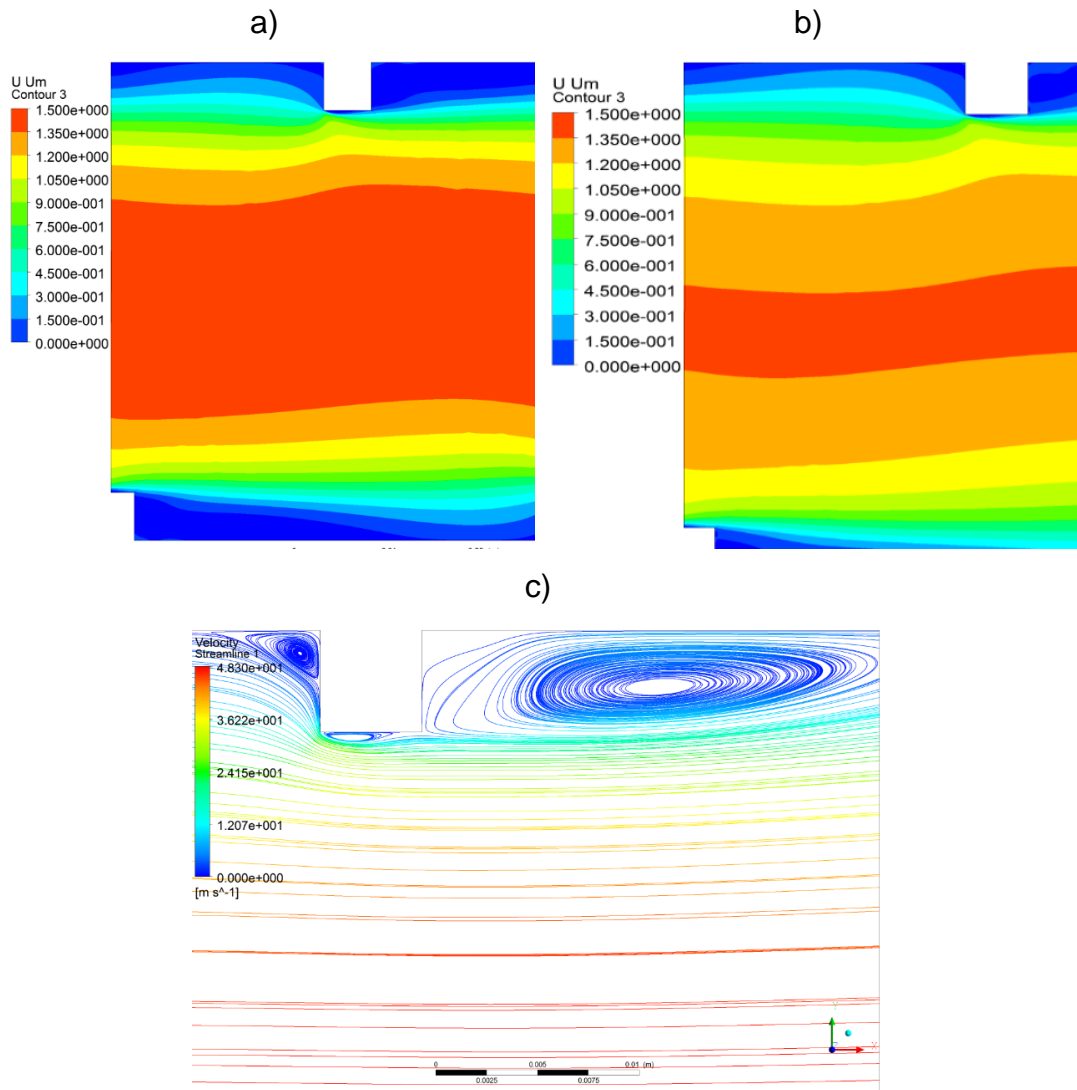 a)
U Um
Contour 3
1.500e+000
1.350e+000
1.200e+000
1.050e+000
9.000e-001
7.500e-001
6.000e-001
4.500e-001
3.000e-001
1.500e-001
0.000e+000
b)
U Um
Contour 3
1.500e+000
1.350e+000
1.200e+000
1.050e+000
9.000e-001
7.500e-001
6.000e-001
4.500e-001
3.000e-001
1.500e-001
0.000e+000
c)
Velocity
Streamline 1
4.830e+001
3.622e+001
2.415e+001
1.207e+001
0.000e+000
[m s^-1]
0 0.005 0.01 (m)
0.0025 0.0075
Y
X
Z